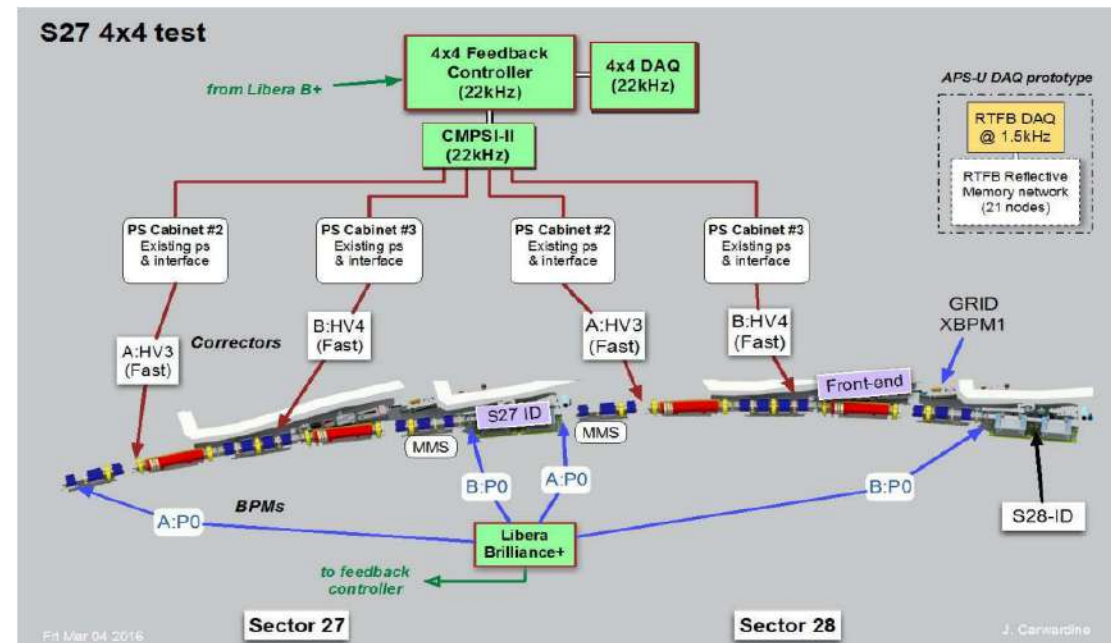 S27 4x4 test
from Libera B+
4x4 Feedback
Controller
(22kHz)
4x4 DAQ
(22kHz)
CMPSI-II
(22kHz)
APS-U DAQ prototype
RTFB DAQ
@ 1.5kHz
RTFB Reflective
Memory network
(21 nodes)
PS Cabinet #2
Existing ps
& interface
PS Cabinet #3
Existing ps
& interface
PS Cabinet #2
Existing ps
& interface
PS Cabinet #3
Existing ps
& interface
Correctors
A:HV3
(Fast)
B:HV4
(Fast)
A:HV3
(Fast)
B:HV4
(Fast)
GRID
XBPM1
Front-end
S27 ID
MMS
MMS
BPMs
A:P0
B:P0
A:P0
B:P0
S28-ID
Libera
Brilliance+
to feedback
controller
Sector 27
Sector 28
Fri Mar 04 2016
J. Carwardine